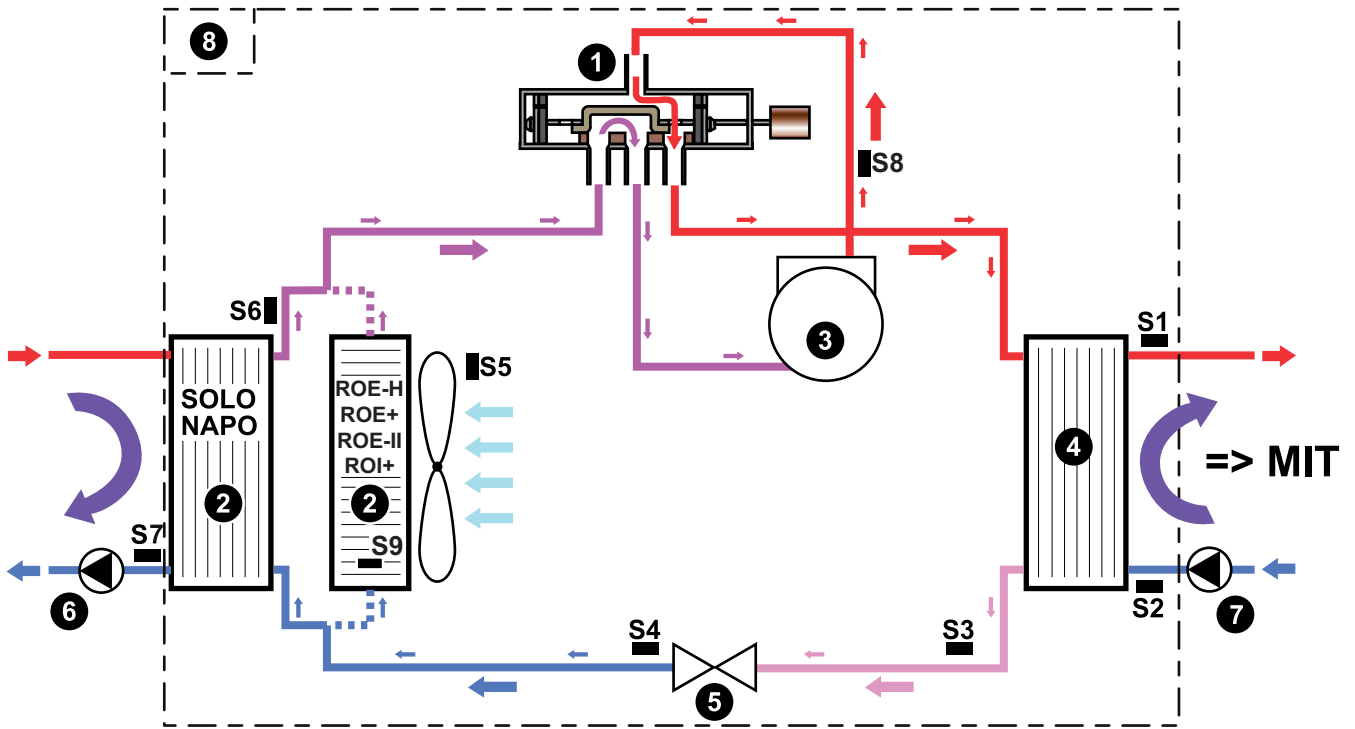 8
1
S8
S6
3
S1
S5
SOLO
NAPO
ROE-H
ROE+
ROE-II
ROI+
4
=> MIT
2
2
S7
S9
6
S2
7
S4
S3
5